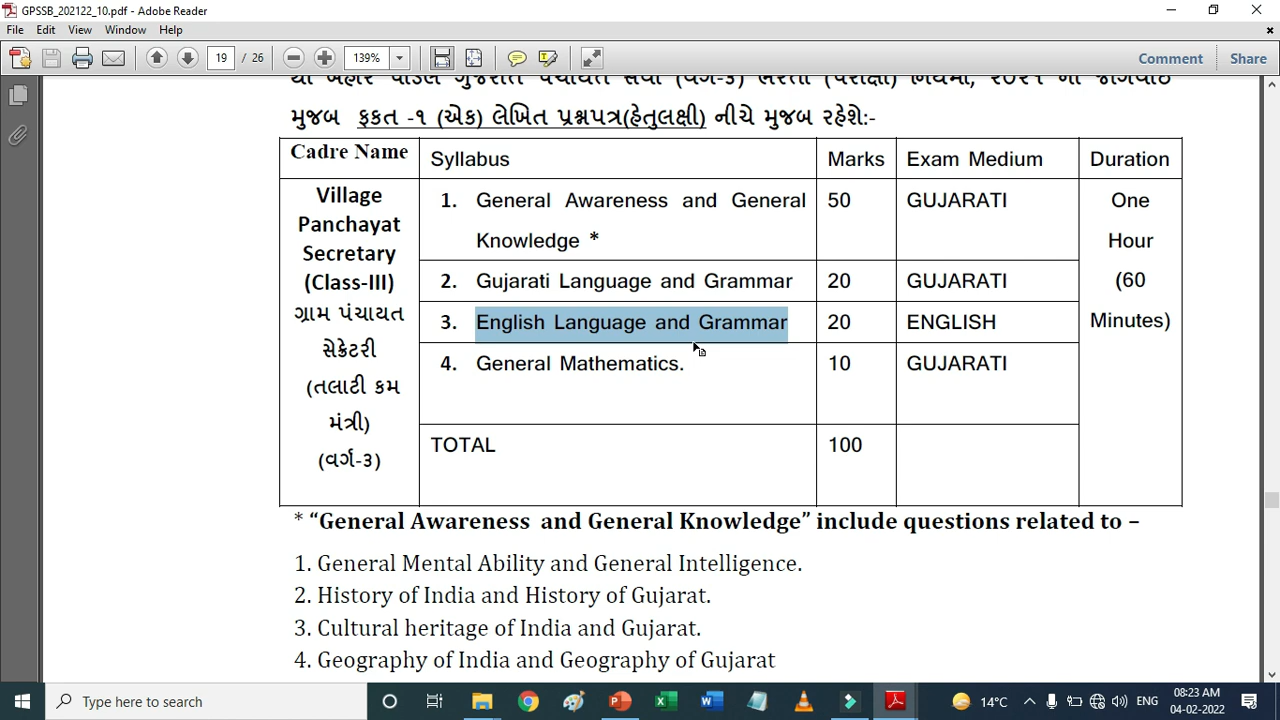 GPSSB_202122_10.pdf - Adobe Reader
File Edit View Window Help
19 / 26 139% Comment Share
મુજબ ફકત -૧ (એક) લેખિત પ્રશ્નપત્ર(હેતુલક્ષી) નીચે મુજબ રહેશે:-
Cadre Name Syllabus Marks Exam Medium Duration
Village Panchayat Secretary (Class-III)
ગ્રામ પંચાયત
સેક્રેટરી
(તલાટી કમ
મંત્રી)
(વર્ગ-૩)
1. General Awareness and General Knowledge * 50 GUJARATI
2. Gujarati Language and Grammar 20 GUJARATI
3. English Language and Grammar 20 ENGLISH
4. General Mathematics. 10 GUJARATI
One
Hour
(60
Minutes)
TOTAL 100
* “General Awareness and General Knowledge” include questions related to –
1. General Mental Ability and General Intelligence.
2. History of India and History of Gujarat.
3. Cultural heritage of India and Gujarat.
4. Geography of India and Geography of Gujarat
Type here to search 14°C ENG 08:23 AM
04-02-2022